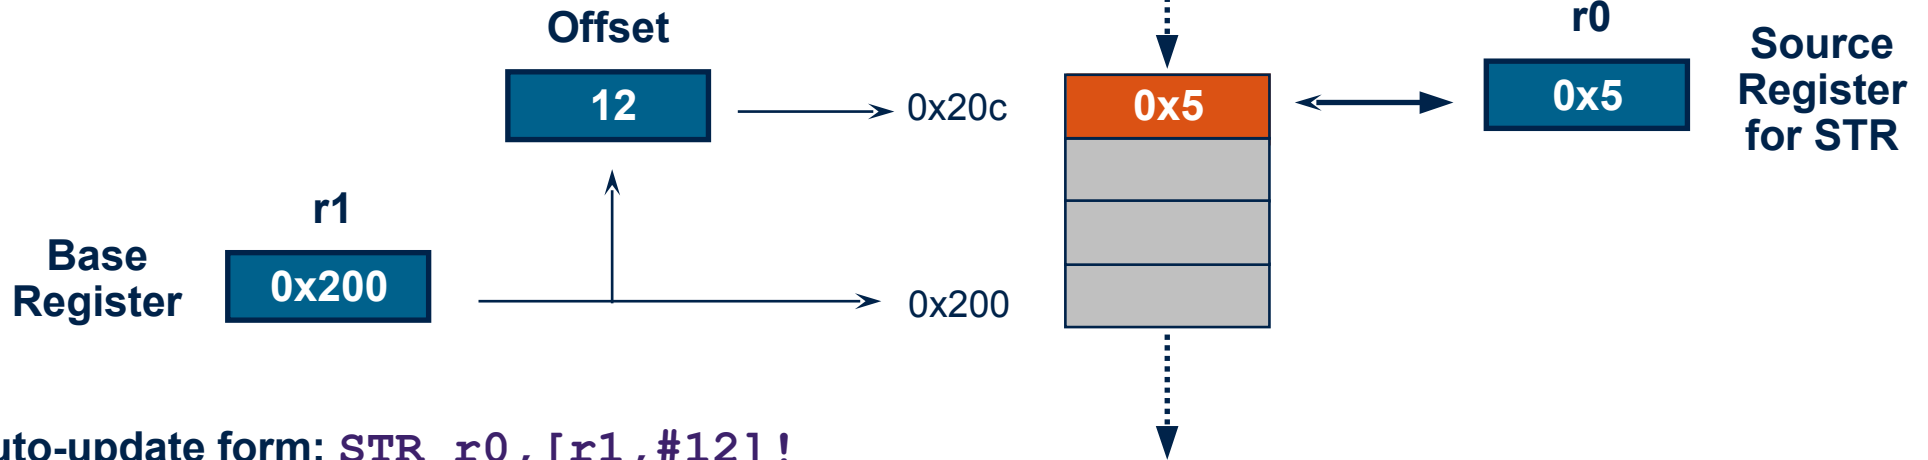 Offset
12
0x20c
0x5
r0
0x5
Source
Register
for STR
r1
Base
Register
0x200
0x200
uto-update form: STR r0,[r1,#12]!